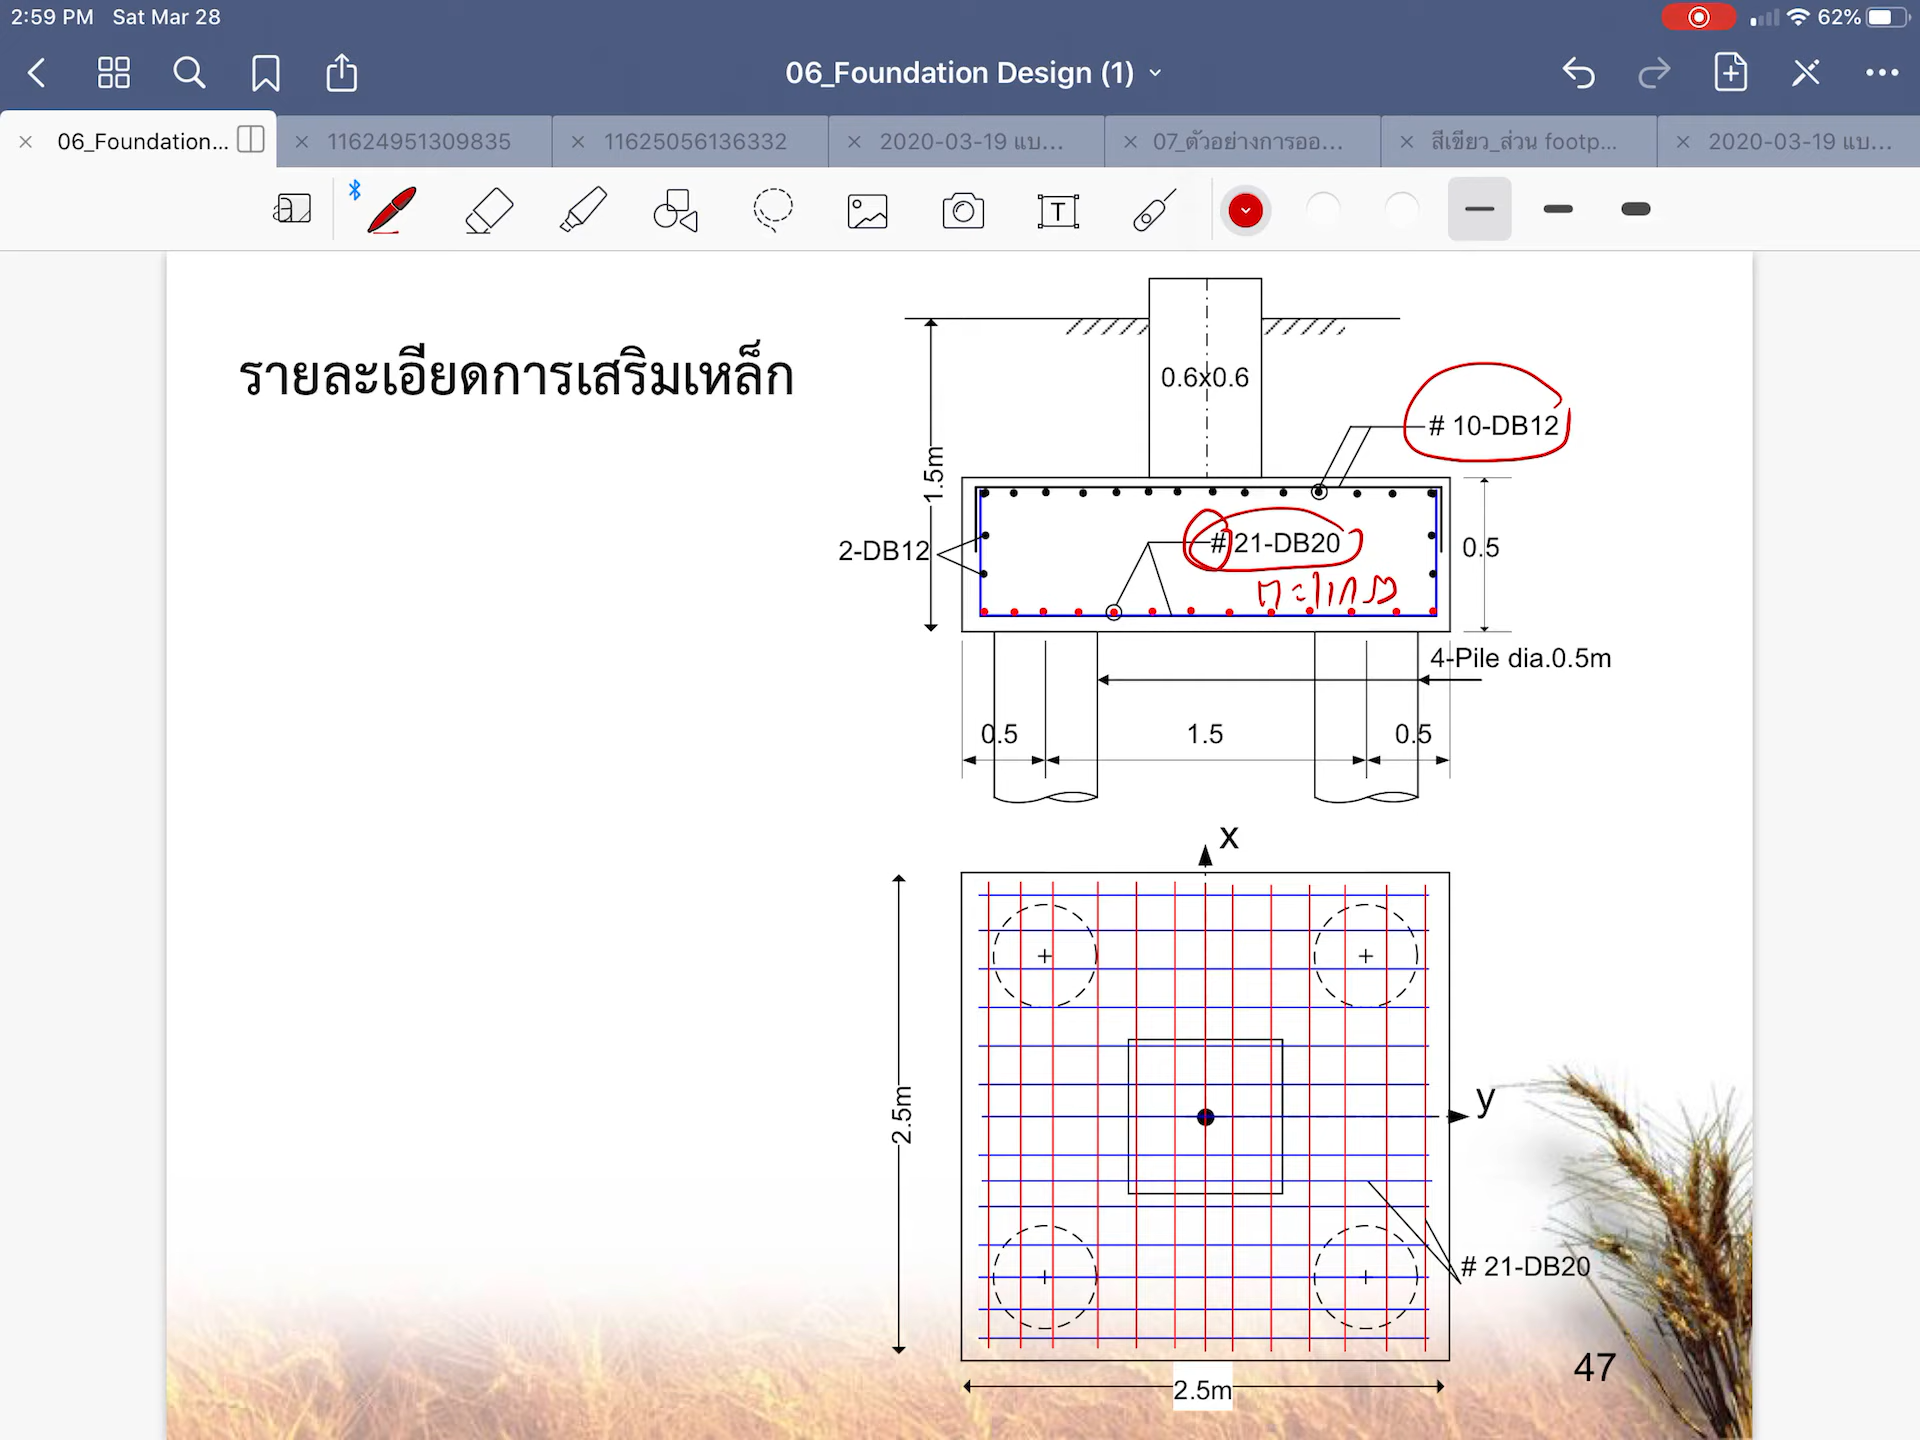 2:59 PM Sat Mar 28
62%
06_Foundation Design (1)
06_Foundation...
11624951309835
11625056136332
2020-03-19 แบ...
07_ตัวอย่างการออ...
สีเขียว_ส่วน footp...
2020-03-19 แบ...
a
T
รายละเอียดการเสริมเหล็ก
0.6x0.6
# 10-DB12
1.5m
2-DB12
# 21-DB20
0.5
ตะแกรง
4-Pile dia.0.5m
0.5
1.5
0.5
x
y
2.5m
# 21-DB20
2.5m
47